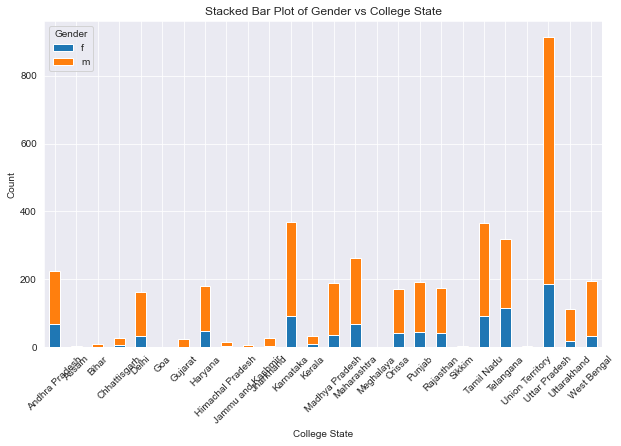 Stacked Bar Plot of Gender vs College State
Gender
f
m
800
600
400
200
0
Count
Andhra Pradesh
Assam
Bihar
Chhattisgarh
Delhi
Goa
Gujarat
Haryana
Himachal Pradesh
Jammu and Kashmir
Jharkhand
Karnataka
Kerala
Madhya Pradesh
Maharashtra
Meghalaya
Orissa
Punjab
Rajasthan
Sikkim
Tamil Nadu
Telangana
Union Territory
Uttar Pradesh
Uttarakhand
West Bengal
College State